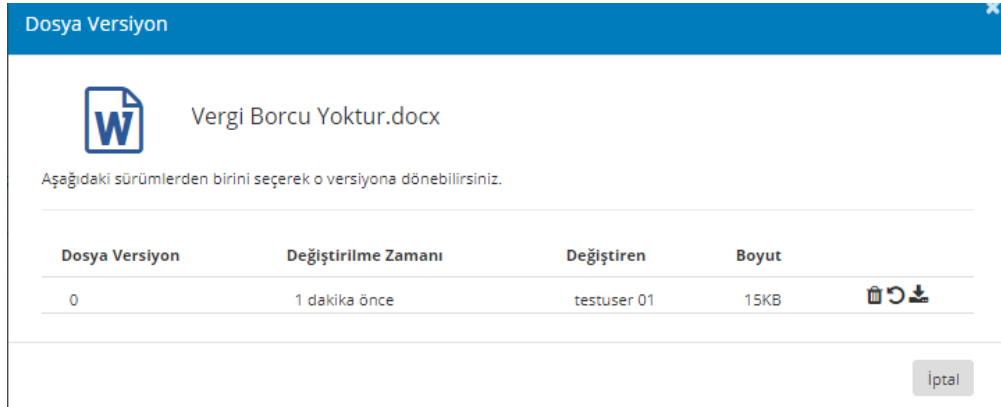 Dosya Versiyon
W
Vergi Borcu Yoktur.docx
Aşağıdaki sürümlerden birini seçerek o versiyona dönebilirsiniz.
Dosya Versiyon Değiştirilme Zamanı Değiştiren Boyut
0 1 dakika önce testuser 01 15KB
İptal